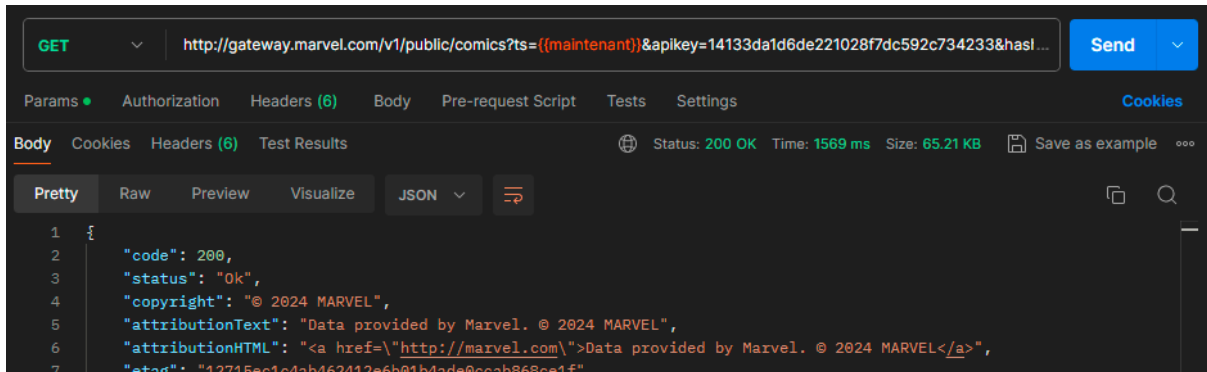 GET http://gateway.marvel.com/v1/public/comics?ts={{maintenant}}&apikey=14133da1d6de221028f7dc592c734233&hasl... Send
Params Authorization Headers (6) Body Pre-request Script Tests Settings Cookies
Body Cookies Headers (6) Test Results Status: 200 OK Time: 1569 ms Size: 65.21 KB Save as example
Pretty Raw Preview Visualize JSON
1 {
2 "code": 200,
3 "status": "Ok",
4 "copyright": "© 2024 MARVEL",
5 "attributionText": "Data provided by Marvel. © 2024 MARVEL",
6 "attributionHTML": "<a href=\"http://marvel.com\">Data provided by Marvel. © 2024 MARVEL</a>",
7 "etag":